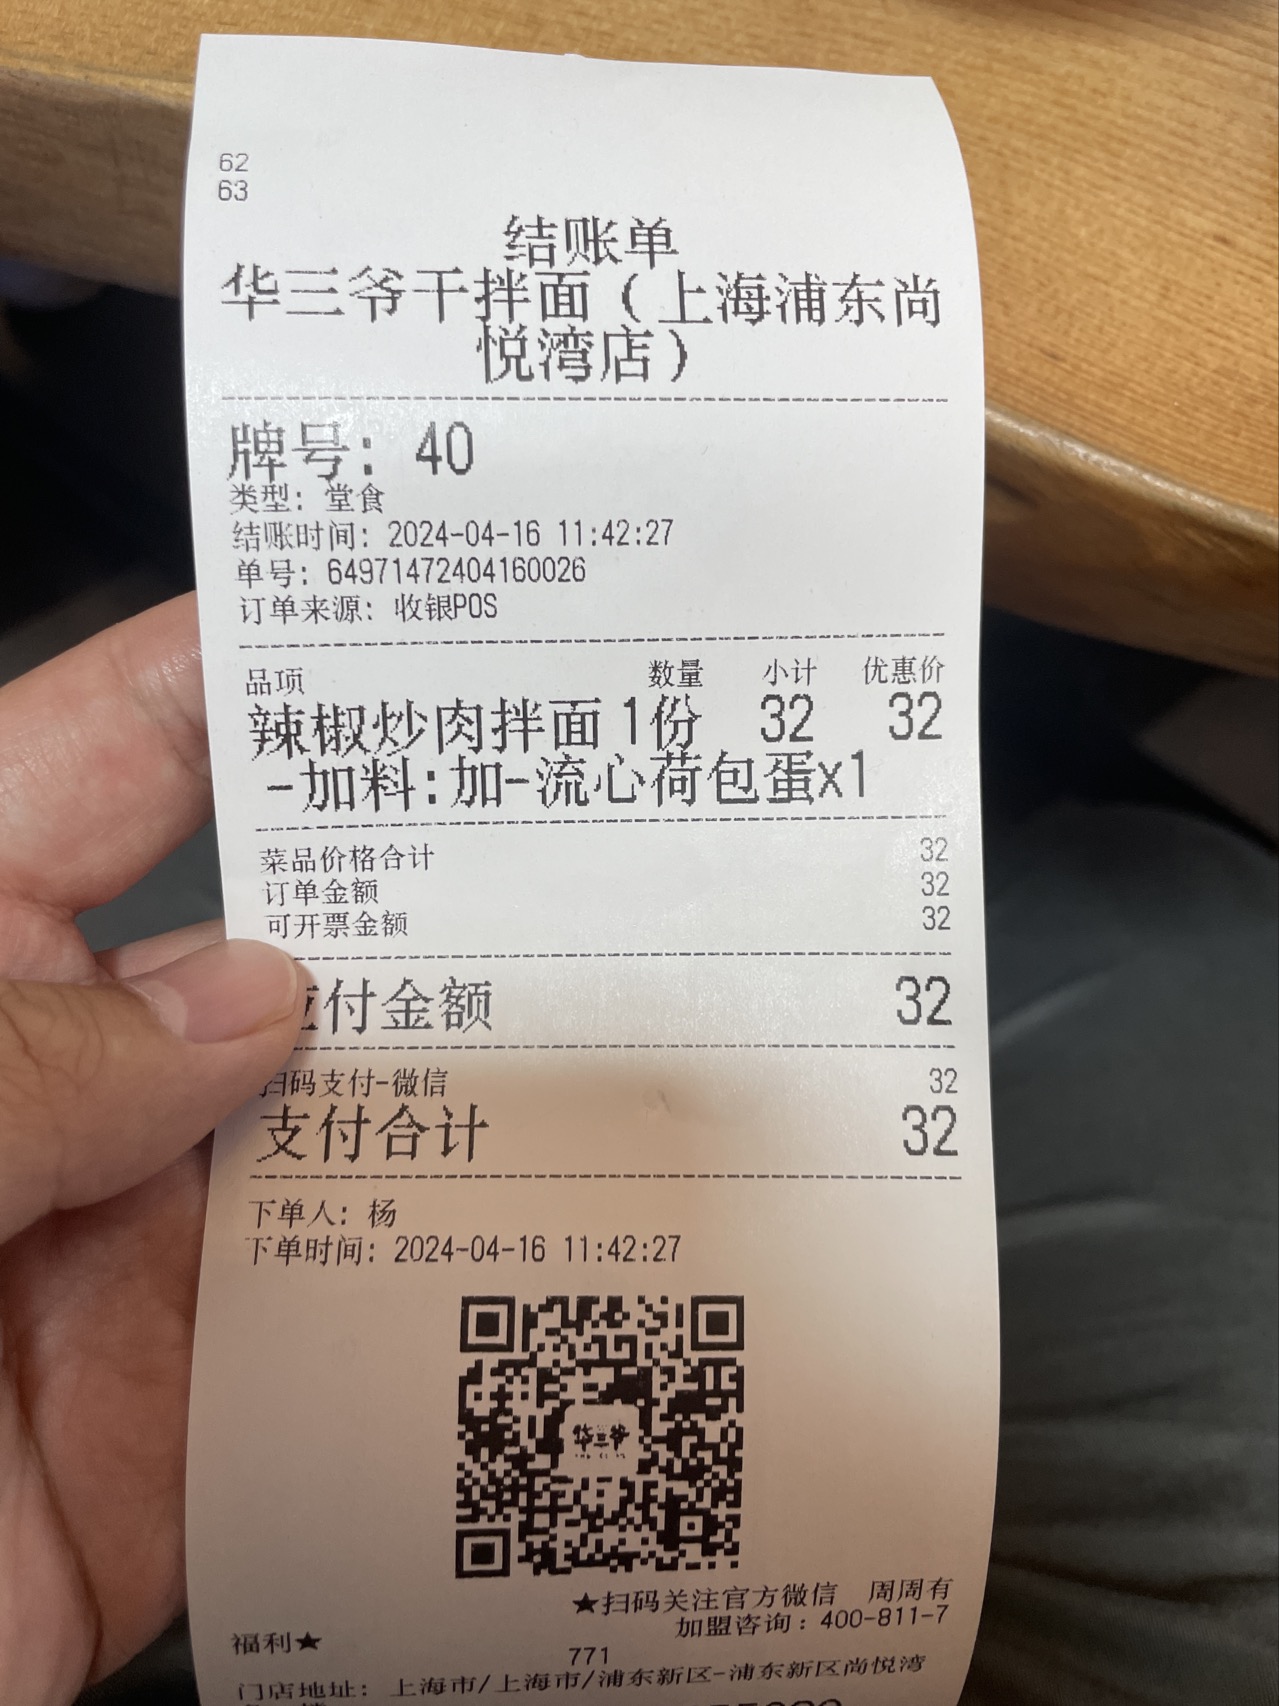 62
63
结账单
华三爷干拌面（上海浦东尚
悦湾店）
牌号：40
类型：堂食
结账时间：2024-04-16 11:42:27
单号：64971472404160026
订单来源：收银POS
品项 数量 小计 优惠价
辣椒炒肉拌面 1份 32 32
-加料：加-流心荷包蛋x1
菜品价格合计 32
订单金额 32
可开票金额 32
应付金额 32
扫码支付-微信 32
支付合计 32
下单人：杨
下单时间：2024-04-16 11:42:27
华三爷
★扫码关注官方微信 周周有
福利★
加盟咨询：400-811-7
771
门店地址：上海市/上海市/浦东新区-浦东新区尚悦湾